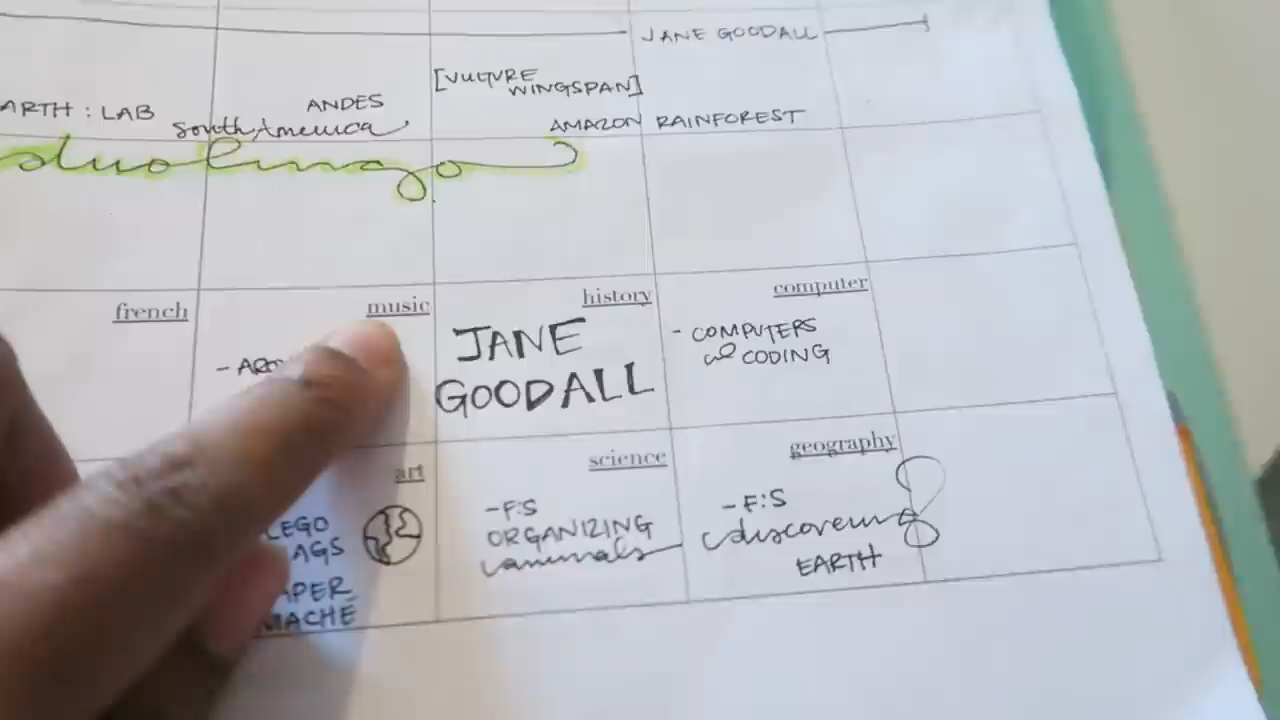 JANE GOODALL
[VULTURE
WINGSPAN]
ARTH : LAB
ANDES
South America
AMAZON RAINFOREST
duolingo
french
music
history
JANE
GOODALL
computer
- COMPUTERS
w CODING
art
LEGO
AGS
APER
MACHE
science
-F:S
ORGANIZING
animals
geography
-F:S
discovering
EARTH